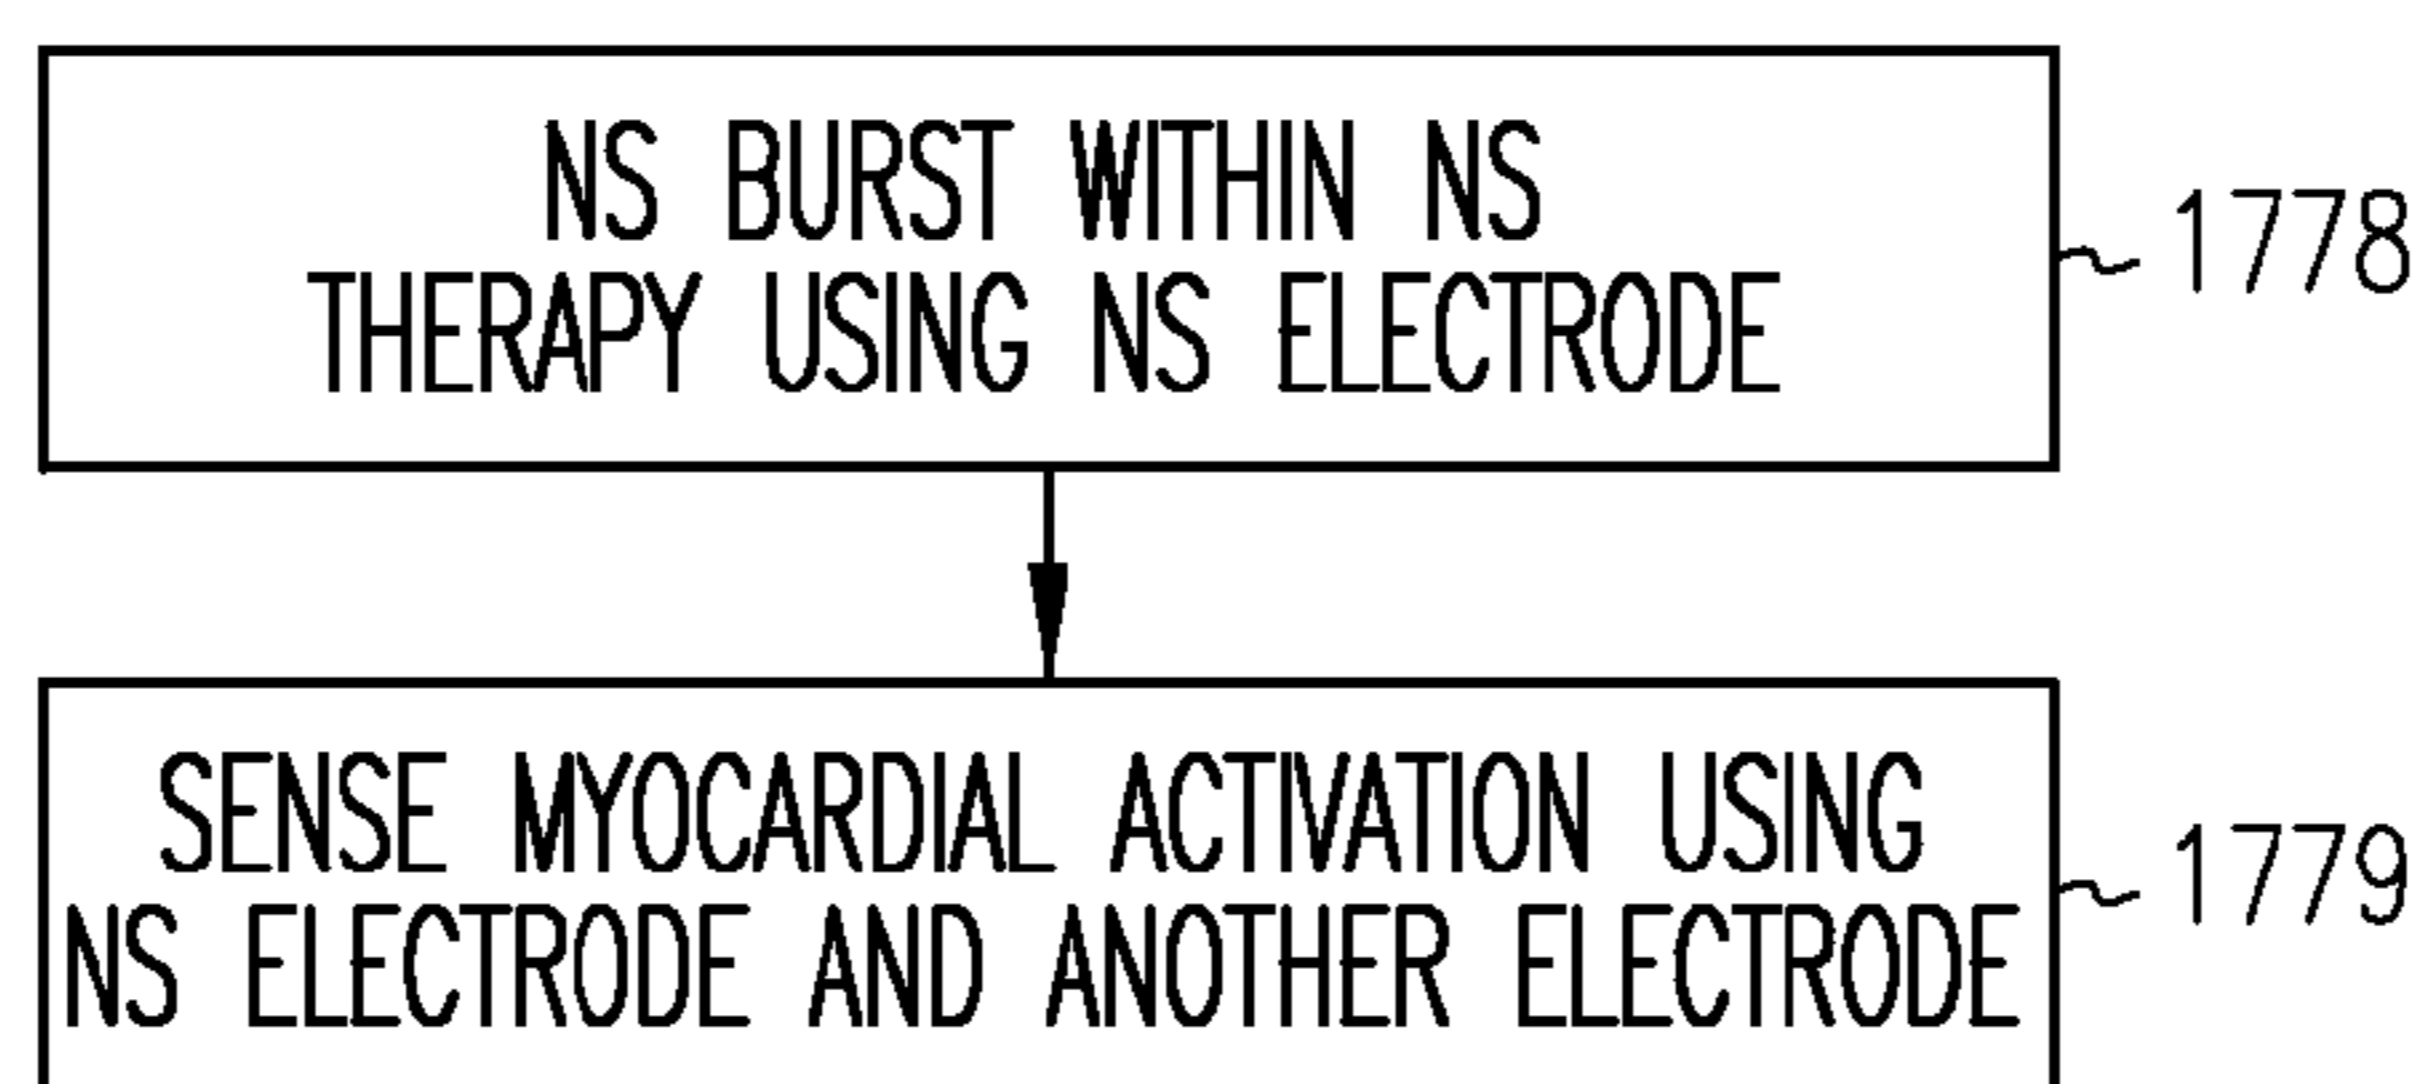 NS BURST WITHIN NS
THERAPY USING NS ELECTRODE
1778
SENSE MYOCARDIAL ACTIVATION USING
NS ELECTRODE AND ANOTHER ELECTRODE
1779